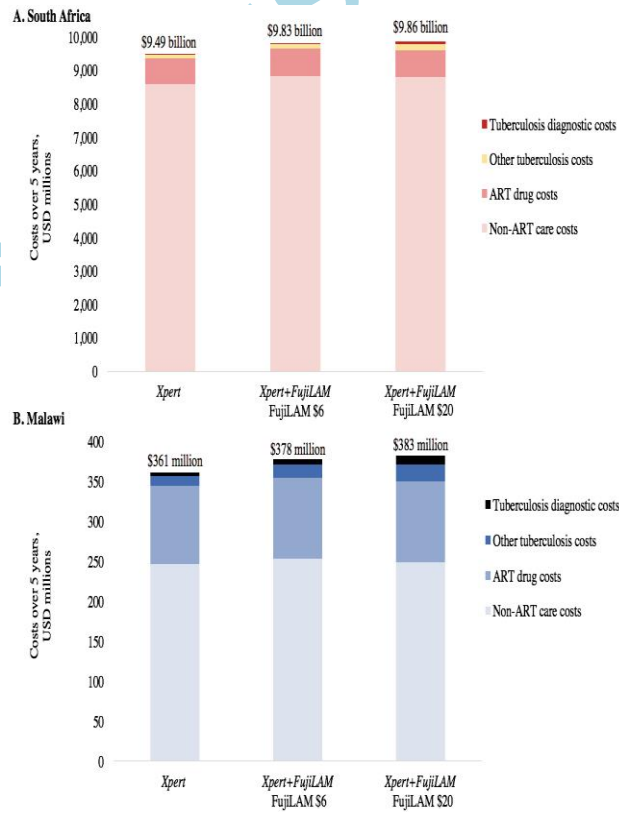 A. South Africa
$9.49 billion
$9.83 billion
$9.86 billion
10,000
9,000
8,000
7,000
6,000
5,000
4,000
3,000
2,000
1,000
0
Costs over 5 years,
USD millions
Tuberculosis diagnostic costs
Other tuberculosis costs
ART drug costs
Non-ART care costs
Xpert
Xpert+FujiLAM
FujiLAM $6
Xpert+FujiLAM
FujiLAM $20
B. Malawi
$361 million
$378 million
$383 million
400
350
300
250
200
150
100
50
0
Costs over 5 years,
USD millions
Tuberculosis diagnostic costs
Other tuberculosis costs
ART drug costs
Non-ART care costs
Xpert
Xpert+FujiLAM
FujiLAM $6
Xpert+FujiLAM
FujiLAM $20